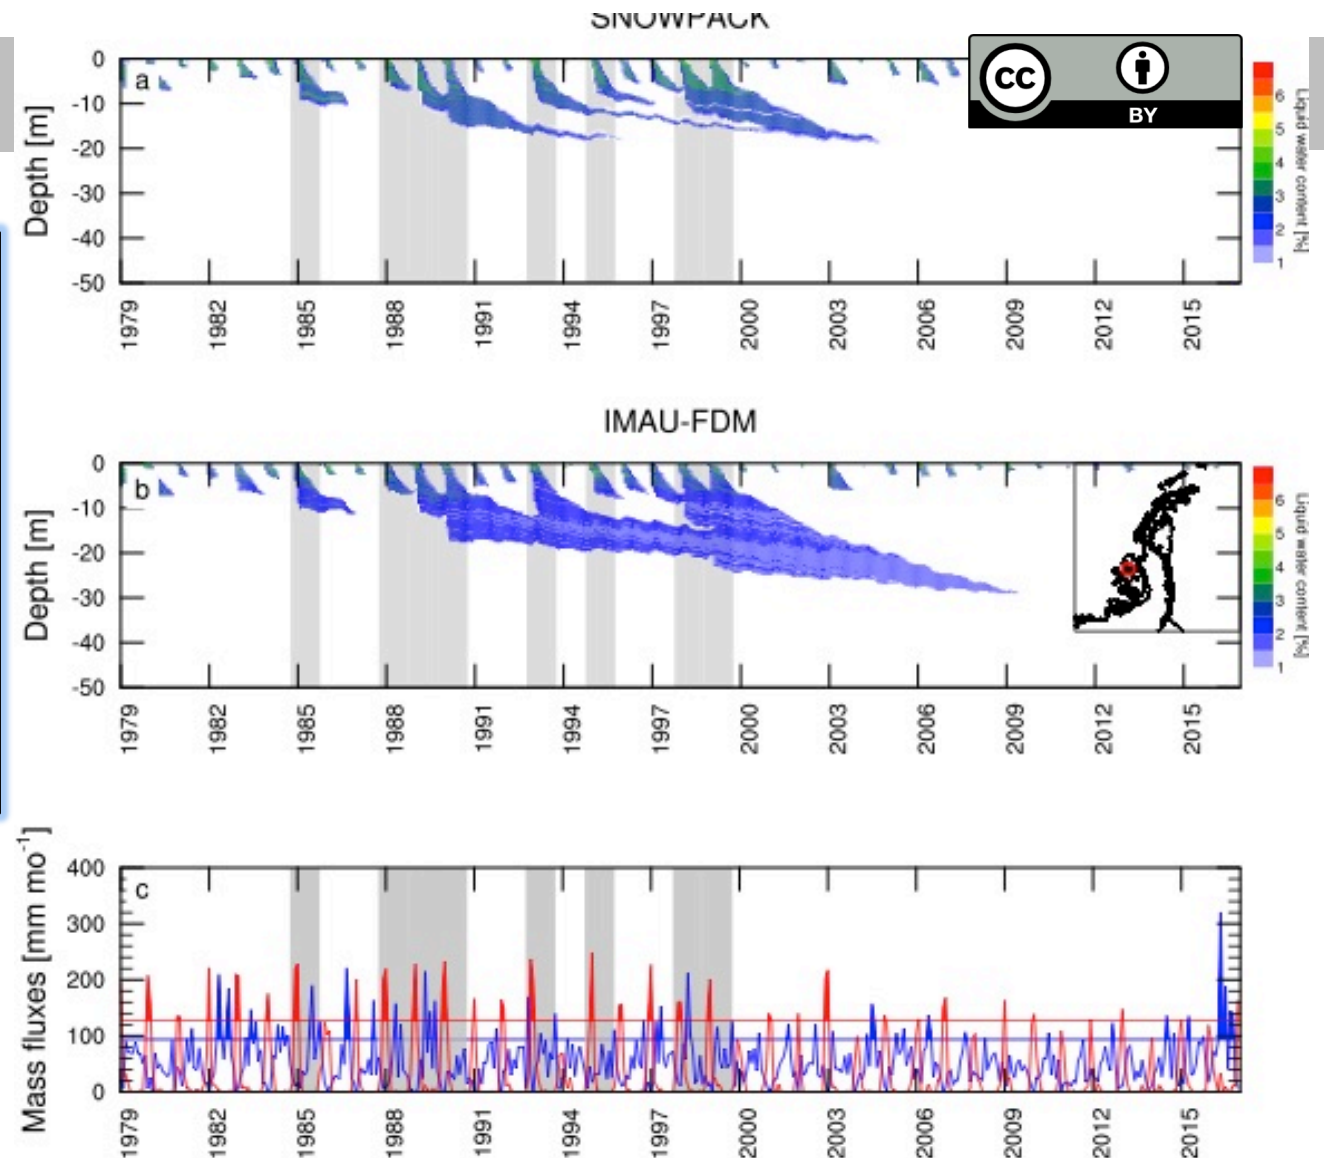 SNOWPACK
a
0
-10
-20
-30
-40
-50
Depth [m]
1979 1982 1985 1988 1991 1994 1997 2000 2003 2006 2009 2012 2015
cc
BY
6
5
4
3
2
1
Liquid water content [%]
IMAU-FDM
b
0
-10
-20
-30
-40
-50
Depth [m]
1979 1982 1985 1988 1991 1994 1997 2000 2003 2006 2009 2012 2015
6
5
4
3
2
1
Liquid water content [%]
c
400
300
200
100
0
Mass fluxes [mm mo⁻¹]
1979 1982 1985 1988 1991 1994 1997 2000 2003 2006 2009 2012 2015